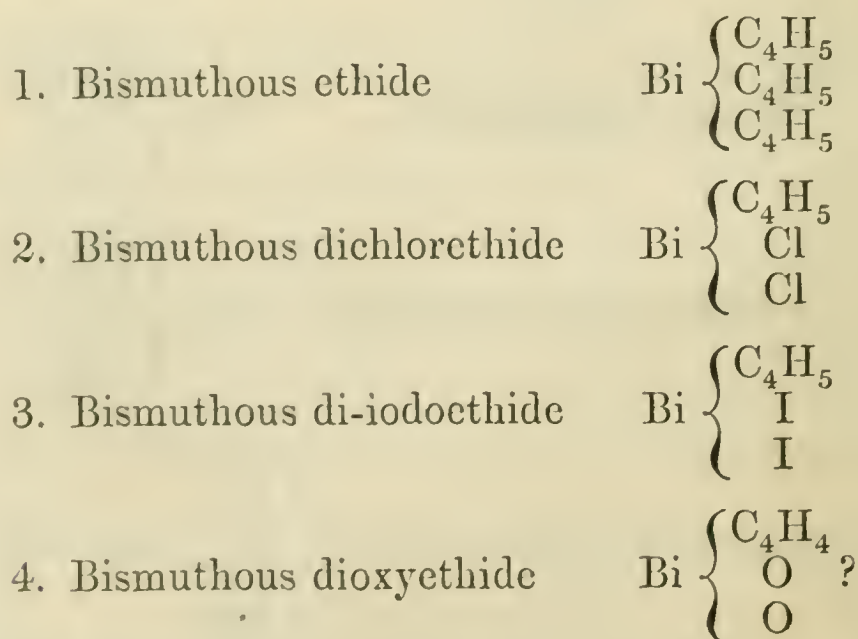 1. Bismuthous ethide Bi { C₄H₅
C₄H₅
C₄H₅
2. Bismuthous dichlorethide Bi { C₄H₅
Cl
Cl
3. Bismuthous di-iodoethide Bi { C₄H₅
I
I
4. Bismuthous dioxyethide Bi { C₄H₄
O ?
O